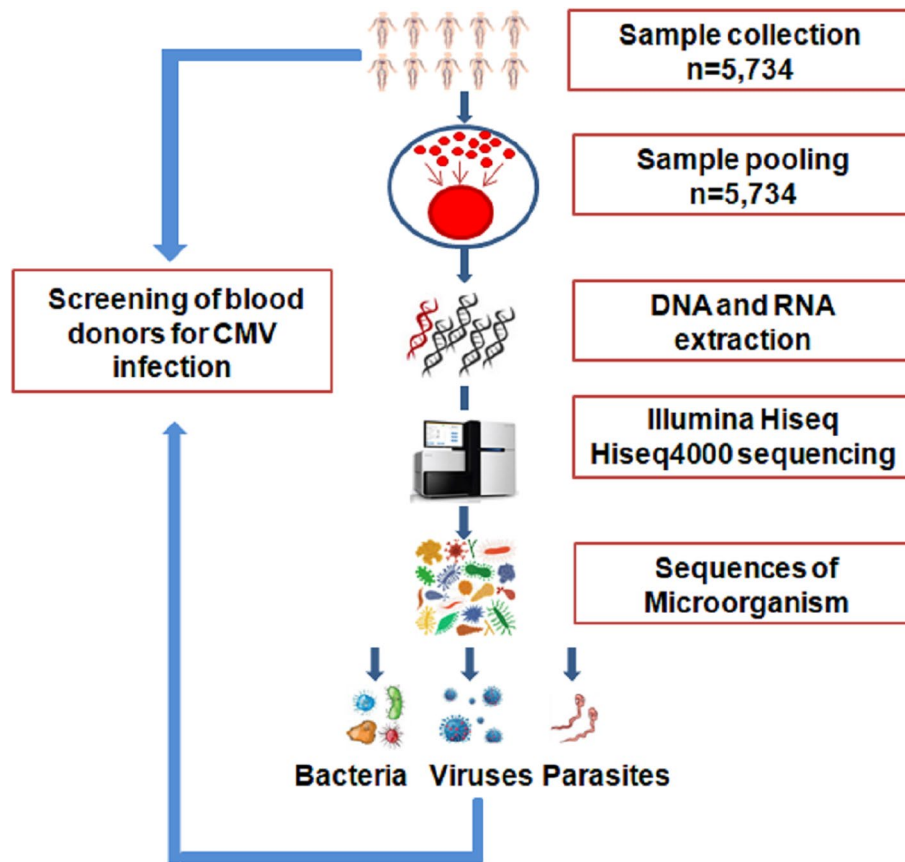 Sample collection
n=5,734
Sample pooling
n=5,734
Screening of blood
donors for CMV
infection
DNA and RNA
extraction
Illumina Hiseq
Hiseq4000 sequencing
Sequences of
Microorganism
Bacteria Viruses Parasites